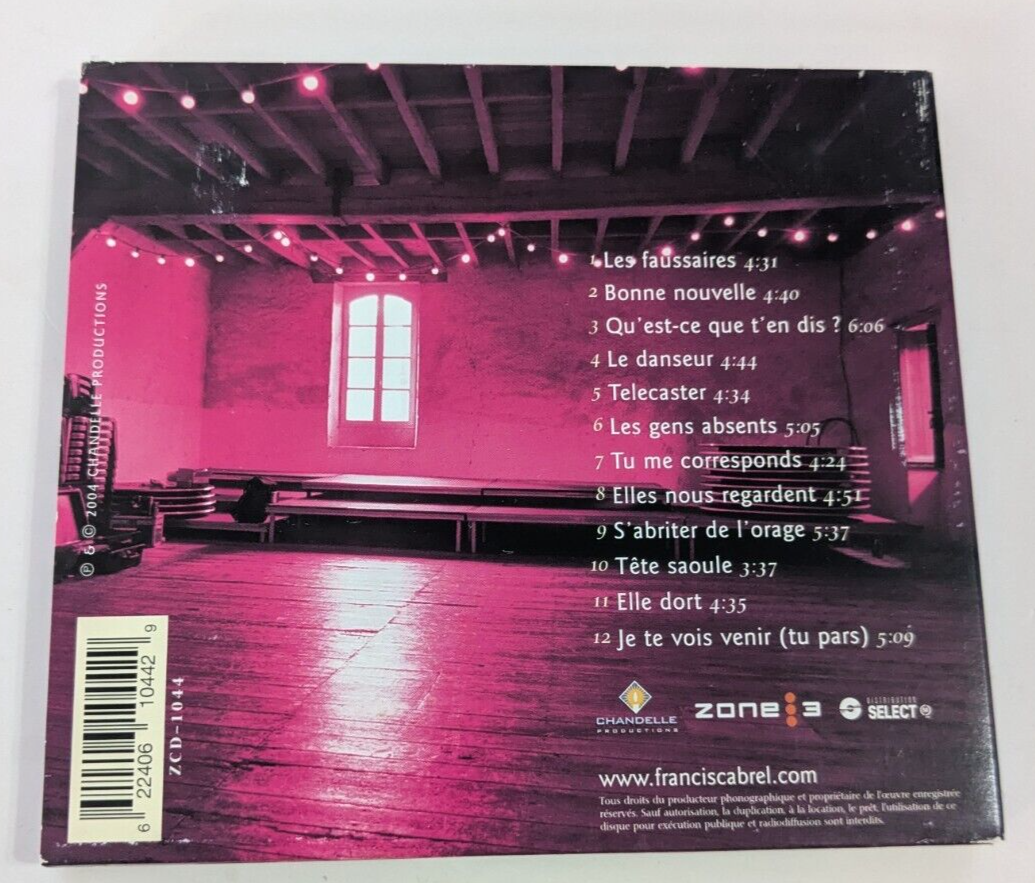 1 Les faussaires 4:31
2 Bonne nouvelle 4:40
3 Qu'est-ce que t'en dis ? 6:06
4 Le danseur 4:44
5 Telecaster 4:34
6 Les gens absents 5:05
7 Tu me corresponds 4:24
8 Elles nous regardent 4:51
9 S'abriter de l'orage 5:37
10 Tête saoule 3:37
11 Elle dort 4:35
12 Je te vois venir (tu pars) 5:09
CHANDELLE
PRODUCTIONS
ZONE 3
DISTRIBUTION
SELECT
www.franciscabrel.com
Tous droits du producteur phonographique et propriétaire de l'œuvre enregistrée
réservés. Sauf autorisation, la duplication, à la location, le prêt, l'utilisation de ce
disque pour exécution publique et radiodiffusion sont interdits.
℗ & © 2004 CHANDELLE PRODUCTIONS
6 22406 10442 9
ZCD-1044